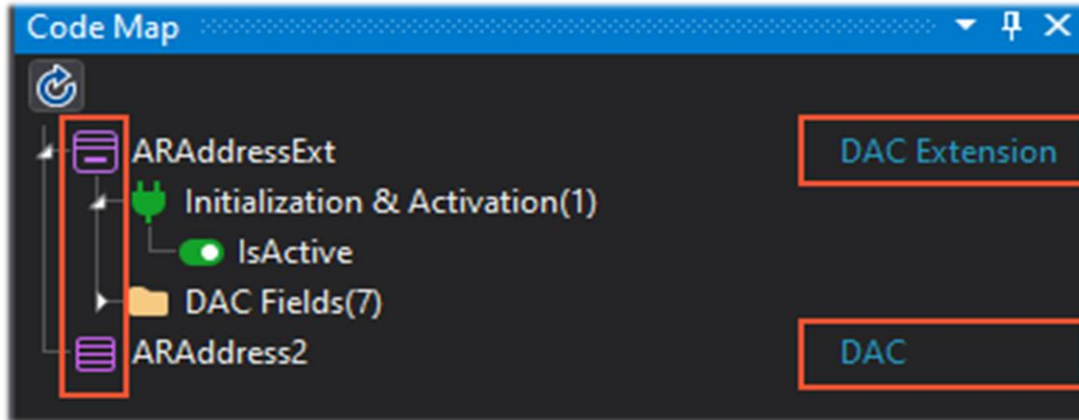 Code Map
ARAddressExt DAC Extension
Initialization & Activation(1)
IsActive
DAC Fields(7)
ARAddress2 DAC